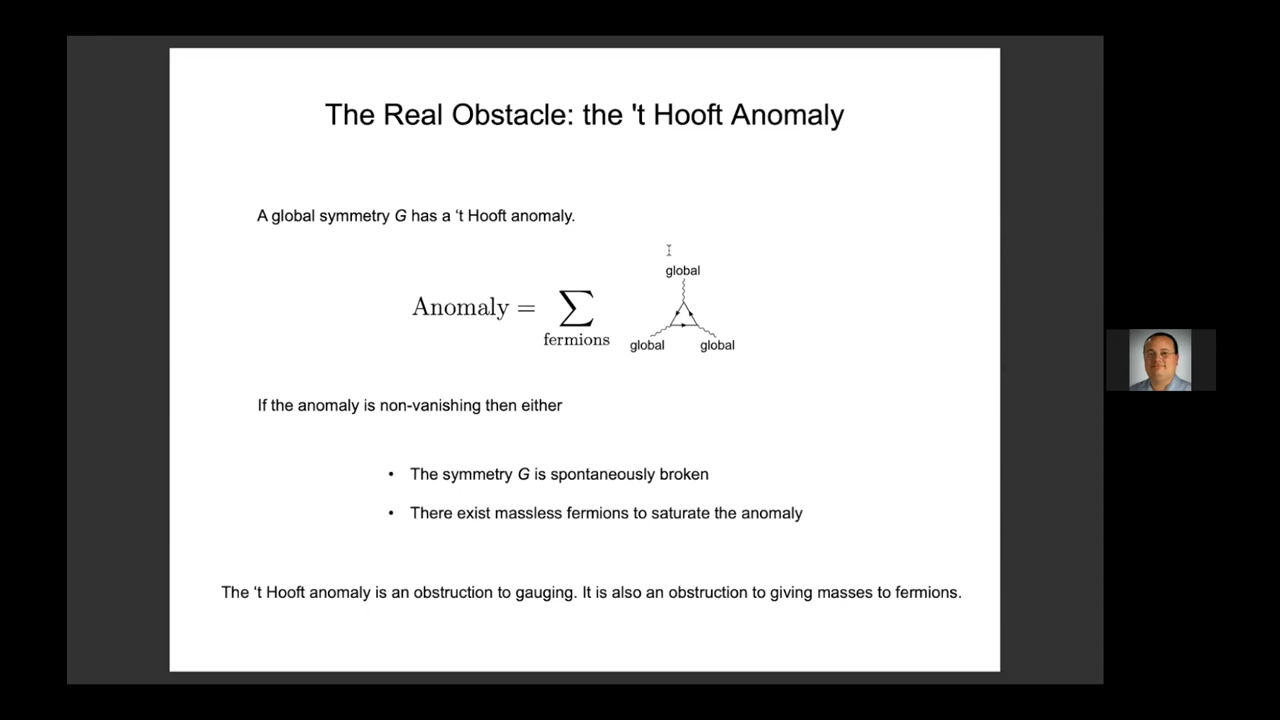 The Real Obstacle: the 't Hooft Anomaly
A global symmetry G has a ‘t Hooft anomaly.
global
Anomaly = ∑
fermions
global global
If the anomaly is non-vanishing then either
• The symmetry G is spontaneously broken
• There exist massless fermions to saturate the anomaly
The ‘t Hooft anomaly is an obstruction to gauging. It is also an obstruction to giving masses to fermions.